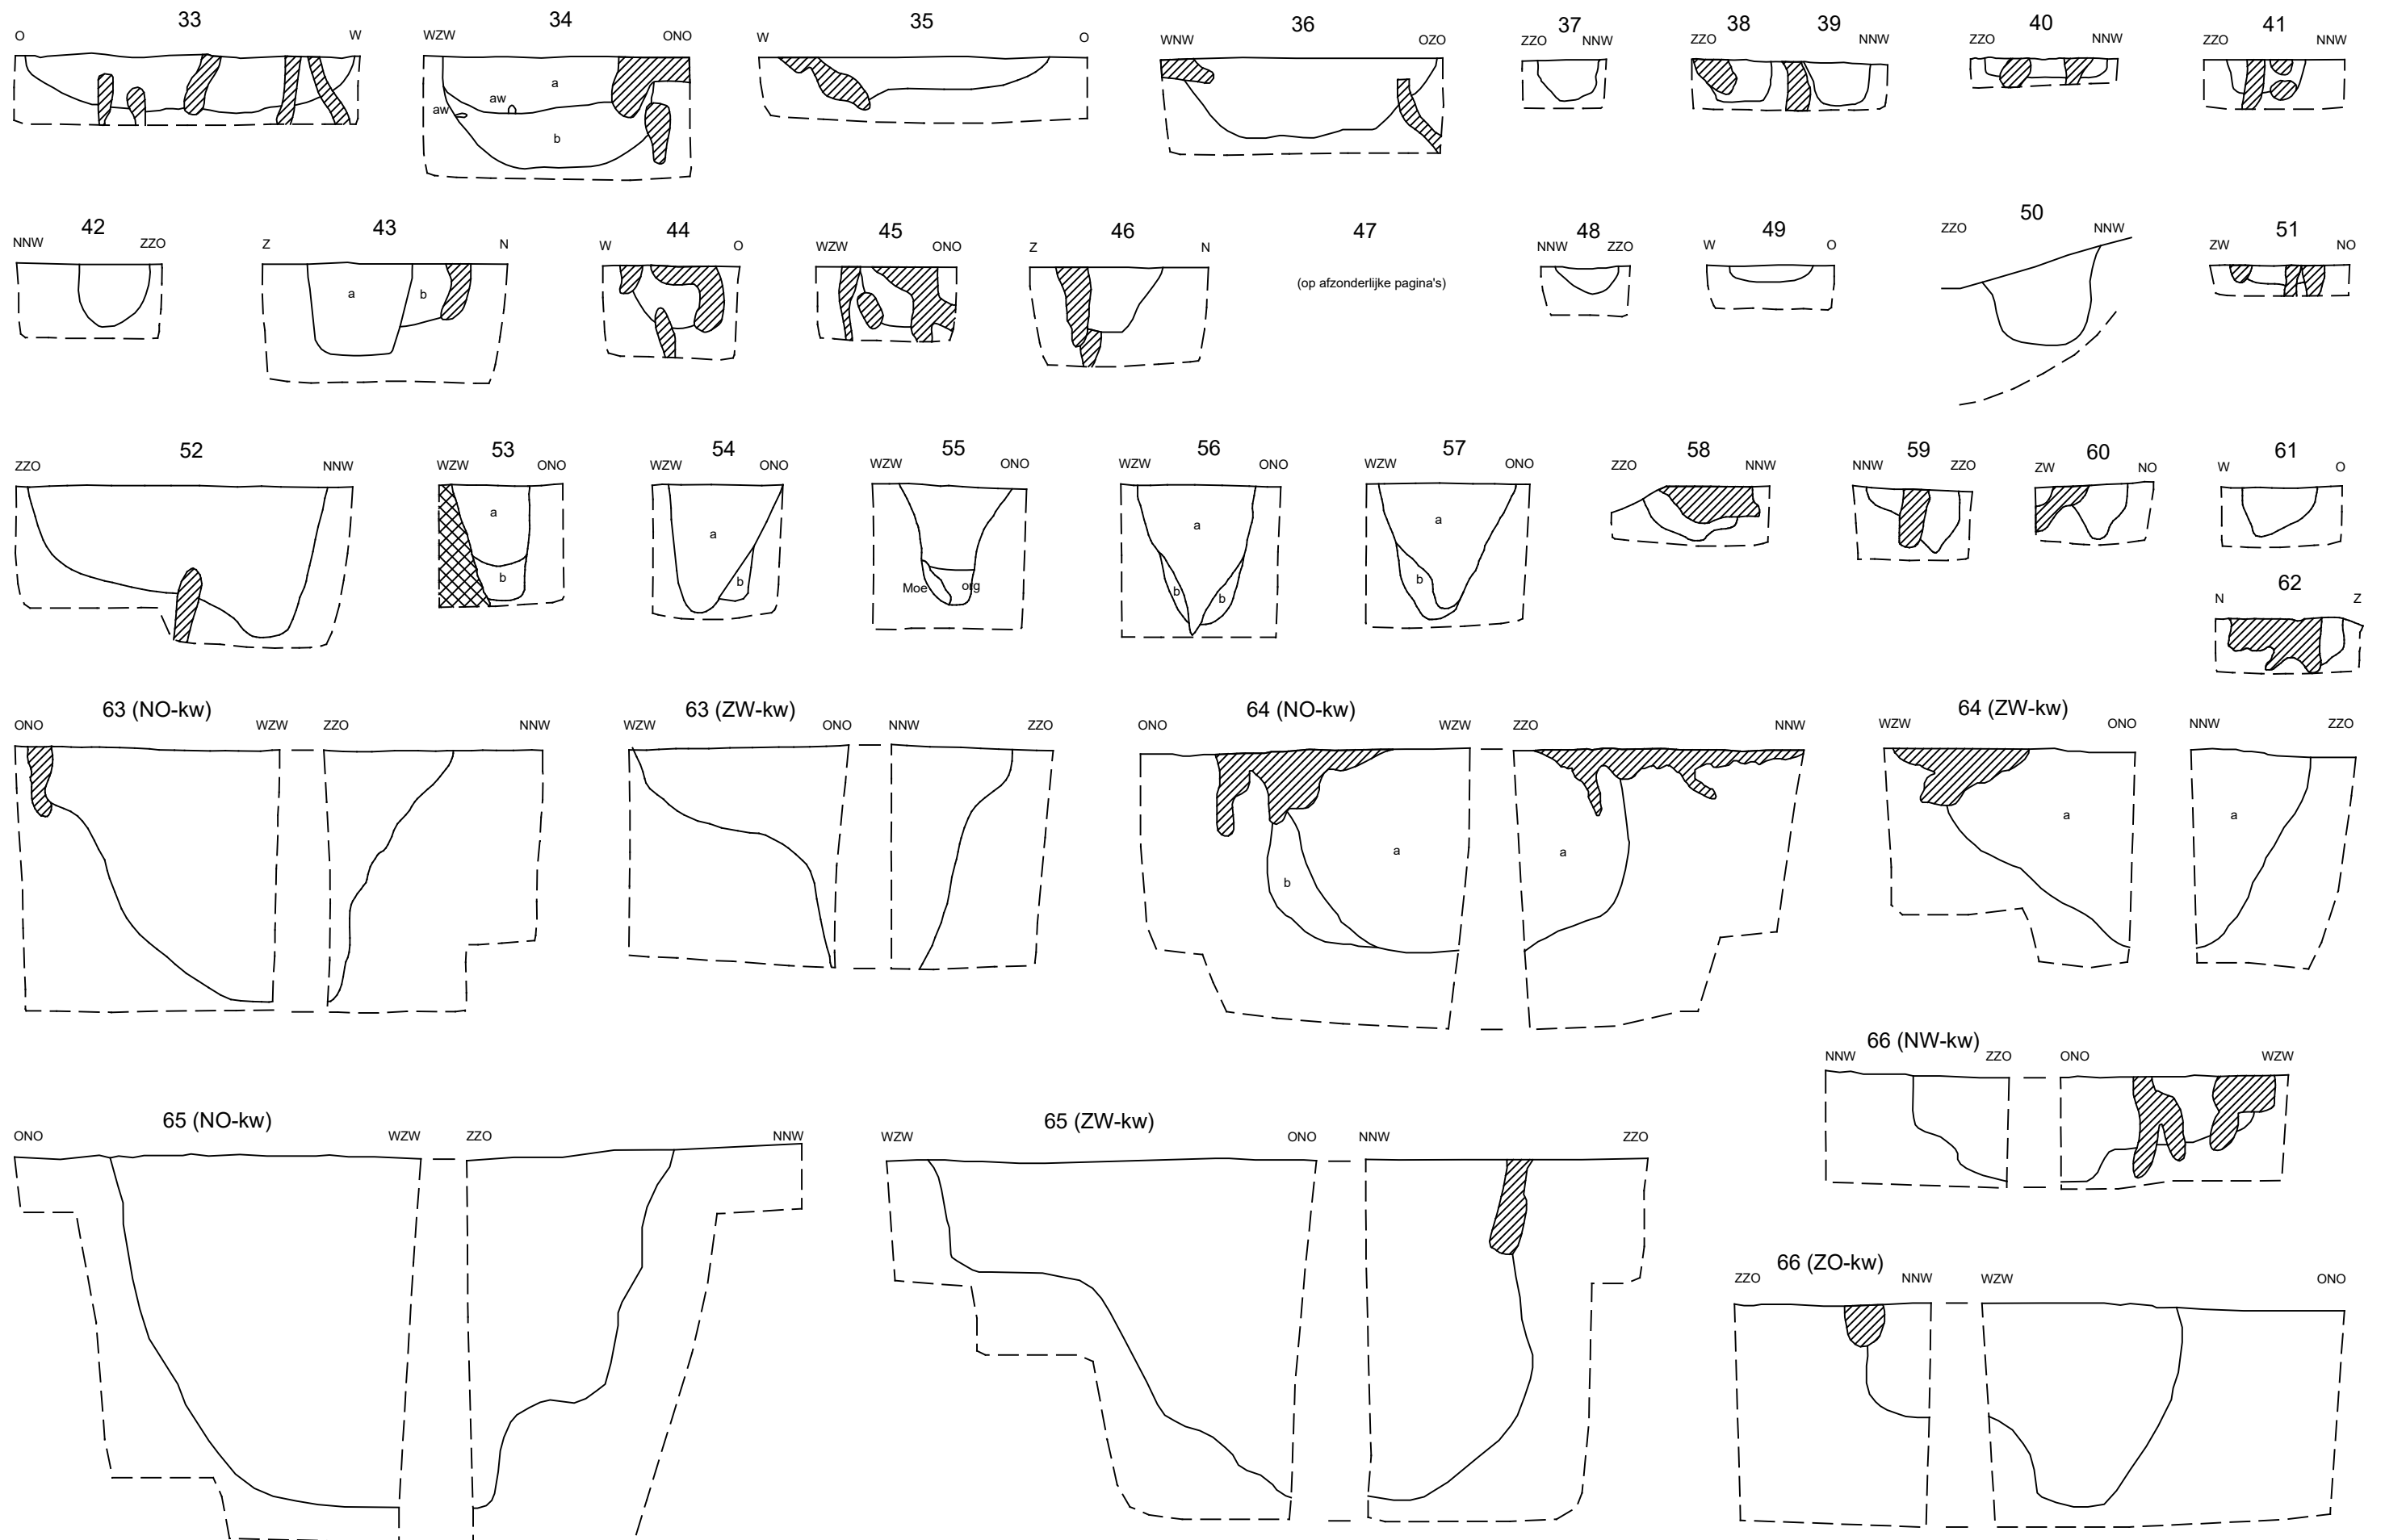 33
O W
34
WZW ONO
a
aw
aw
b
35
W O
36
WNW OZO
37
ZZO NNW
38 39
ZZO NNW
40
ZZO NNW
41
ZZO NNW
42
NNW ZZO
43
Z N
a b
44
W O
45
WZW ONO
46
Z N
47
(op afzonderlijke pagina's)
48
NNW ZZO
49
W O
50
ZZO NNW
51
ZW NO
52
ZZO NNW
53
WZW ONO
a
b
54
WZW ONO
a
b
55
WZW ONO
Moe org
56
WZW ONO
a
b b
57
WZW ONO
a
b
58
ZZO NNW
59
NNW ZZO
60
ZW NO
61
W O
62
N Z
63 (NO-kw)
ONO WZW ZZO NNW
63 (ZW-kw)
WZW ONO NNW ZZO
64 (NO-kw)
ONO WZW ZZO NNW
a a
b
64 (ZW-kw)
WZW ONO NNW ZZO
a a
66 (NW-kw)
NNW ZZO ONO WZW
65 (NO-kw)
ONO WZW ZZO NNW
65 (ZW-kw)
WZW ONO NNW ZZO
66 (ZO-kw)
ZZO NNW WZW ONO